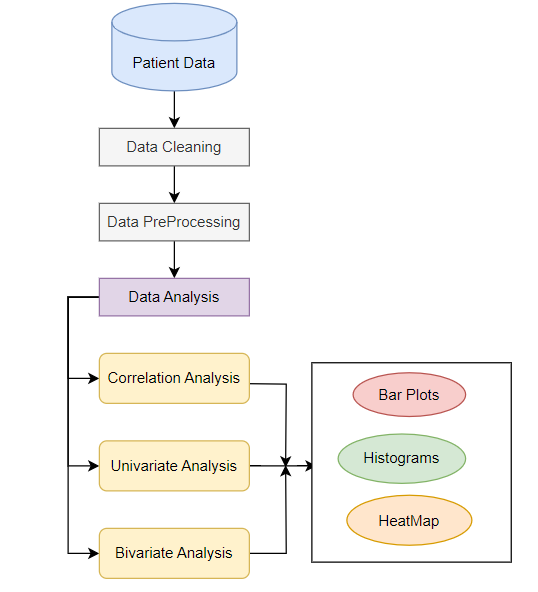 Patient Data
Data Cleaning
Data PreProcessing
Data Analysis
Correlation Analysis
Univariate Analysis
Bivariate Analysis
Bar Plots
Histograms
HeatMap